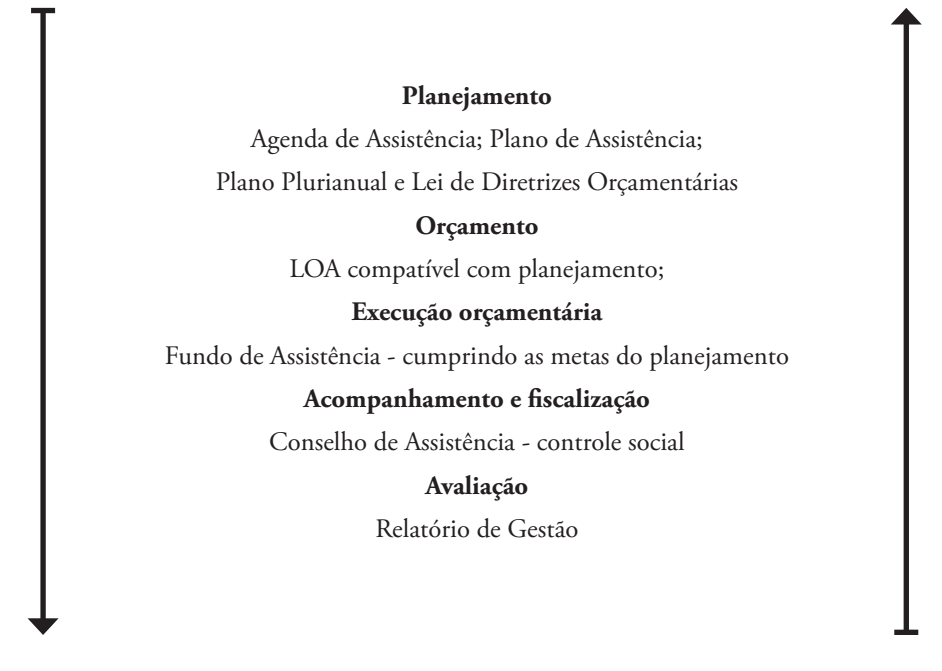 Planejamento
Agenda de Assistência; Plano de Assistência;
Plano Plurianual e Lei de Diretrizes Orçamentárias
Orçamento
LOA compatível com planejamento;
Execução orçamentária
Fundo de Assistência - cumprindo as metas do planejamento
Acompanhamento e fiscalização
Conselho de Assistência - controle social
Avaliação
Relatório de Gestão